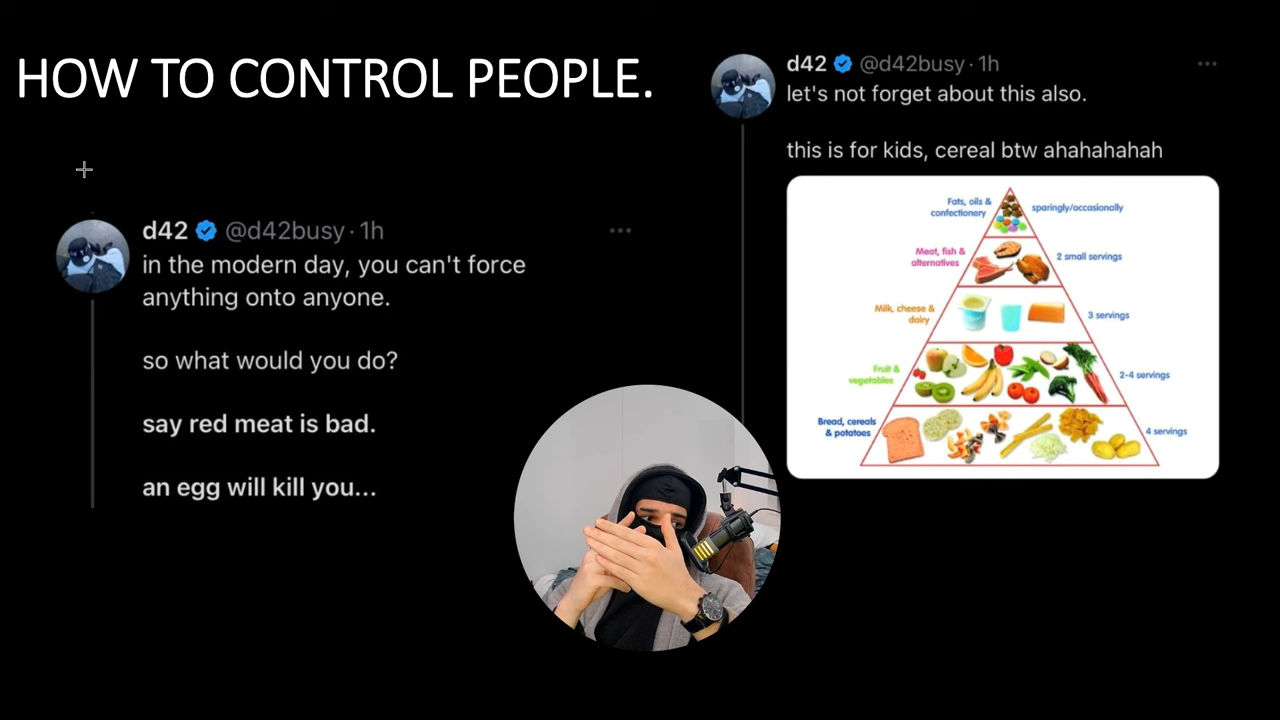 HOW TO CONTROL PEOPLE.
d42 @d42busy · 1h
in the modern day, you can't force
anything onto anyone.
so what would you do?
say red meat is bad.
an egg will kill you...
d42 @d42busy · 1h
let's not forget about this also.
this is for kids, cereal btw ahahahahah
Fats, oils &
confectionery
sparingly/occasionally
Meat, fish &
alternatives
2 small servings
Milk, cheese &
dairy
3 servings
Fruit &
vegetables
2-4 servings
Bread, cereals
& potatoes
4 servings